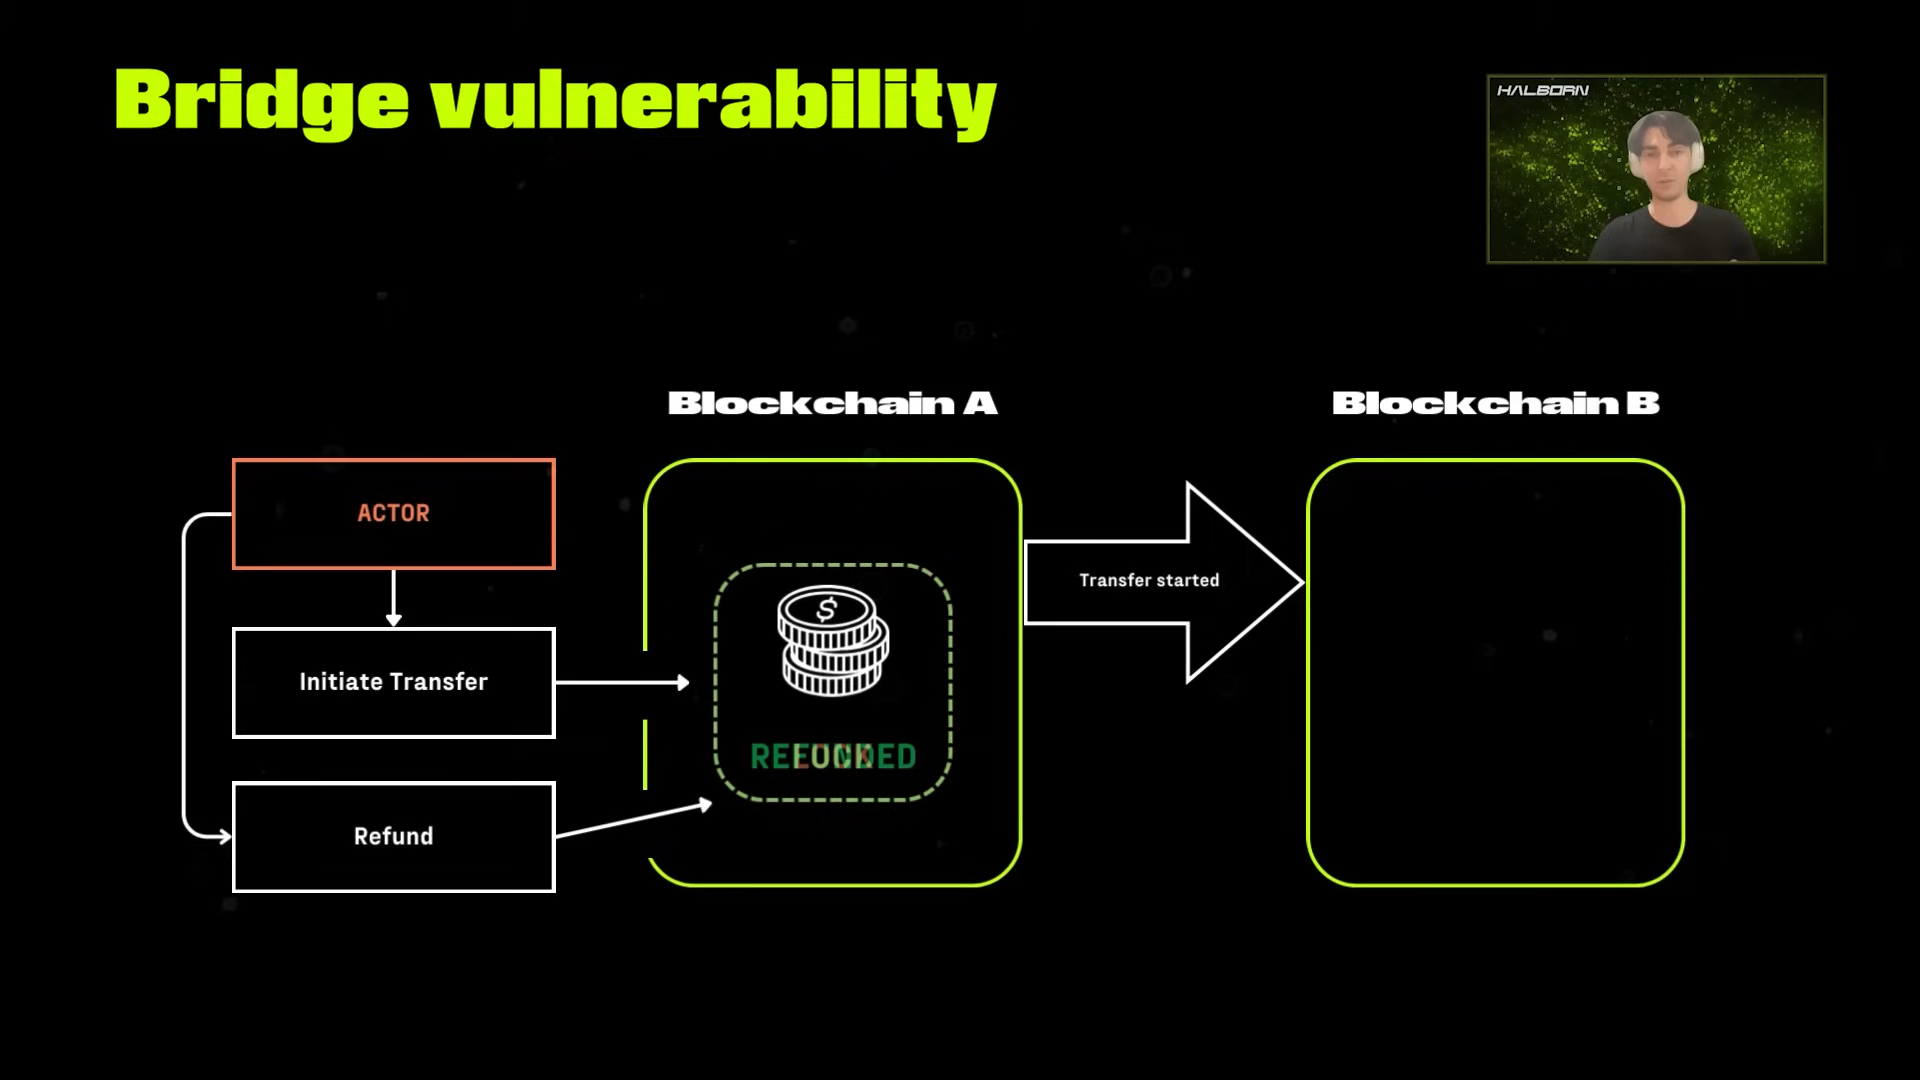 Bridge vulnerability
HALBORN
Blockchain A
Blockchain B
ACTOR
Transfer started
Initiate Transfer
Refund